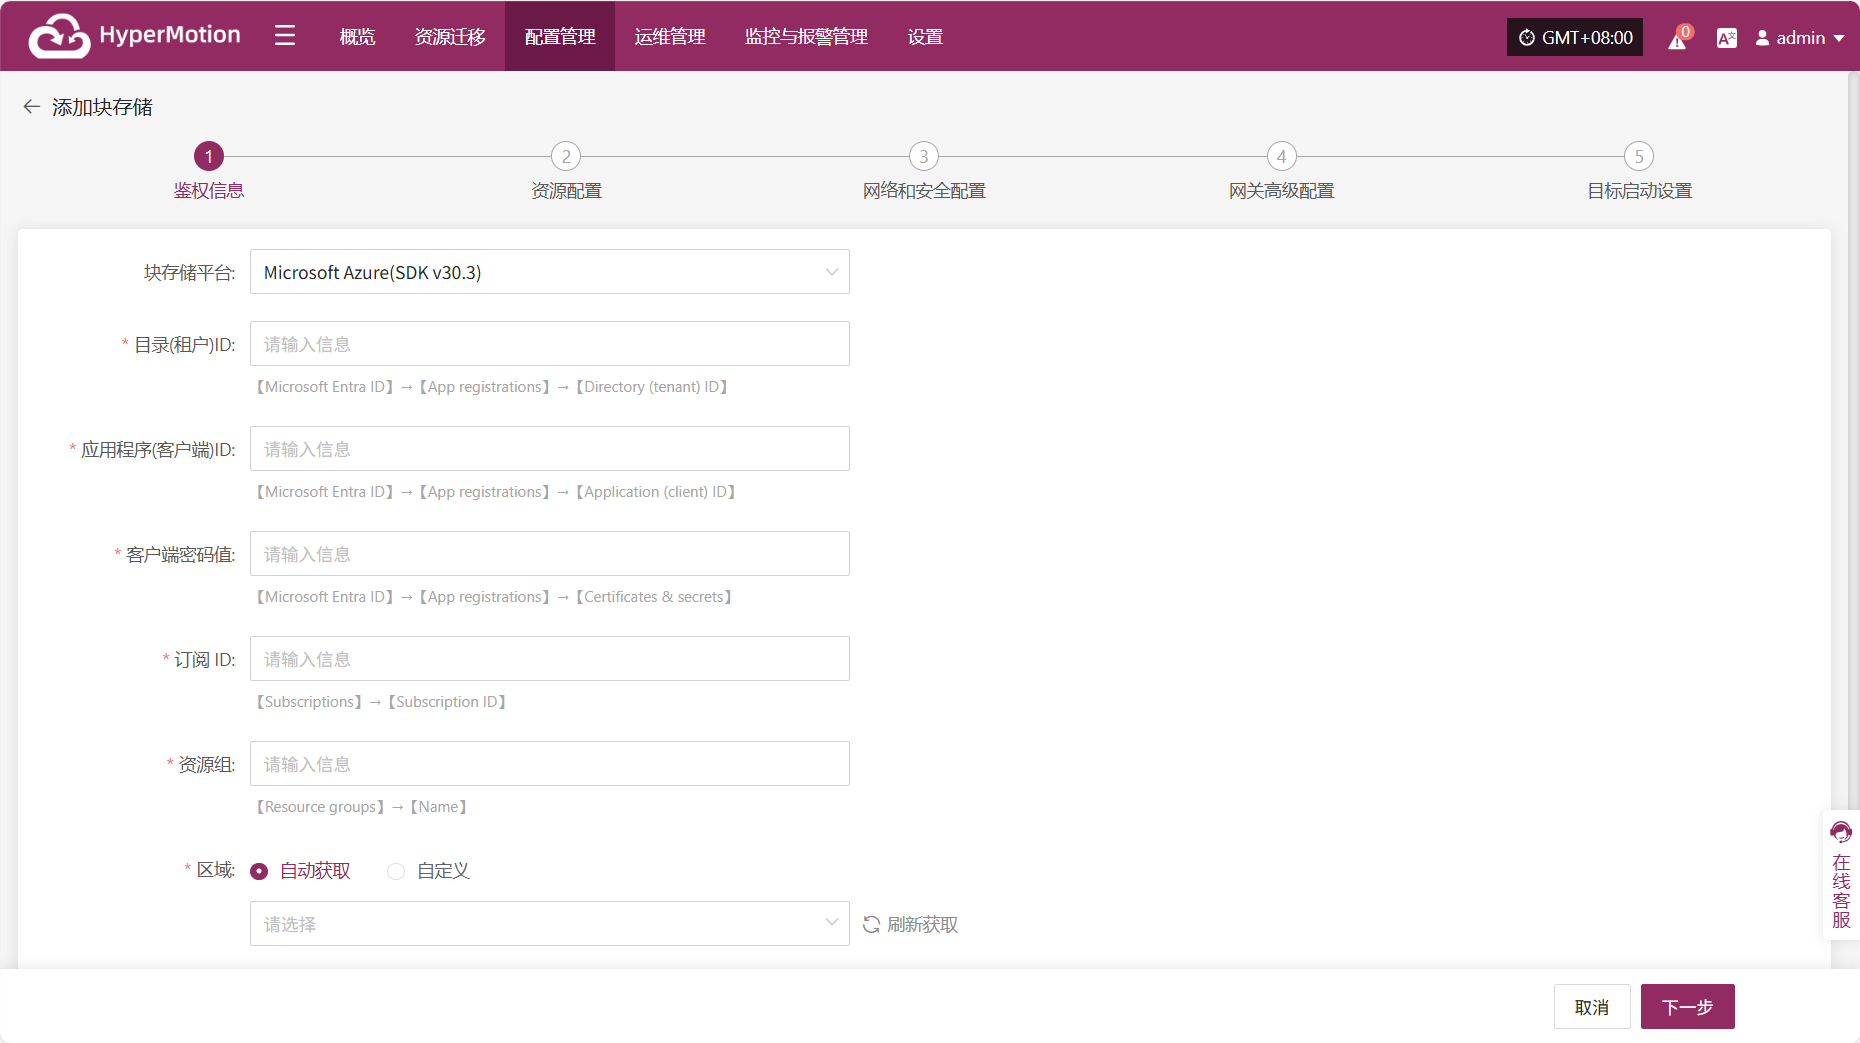 HyperMotion
概览
资源迁移
配置管理
运维管理
监控与报警管理
设置
GMT+08:00
0
admin
添加块存储
1
2
3
4
5
鉴权信息
资源配置
网络和安全配置
网关高级配置
目标启动设置
块存储平台:
Microsoft Azure(SDK v30.3)
* 目录(租户)ID:
请输入信息
【Microsoft Entra ID】→【App registrations】→【Directory (tenant) ID】
* 应用程序(客户端)ID:
请输入信息
【Microsoft Entra ID】→【App registrations】→【Application (client) ID】
* 客户端密码值:
请输入信息
【Microsoft Entra ID】→【App registrations】→【Certificates & secrets】
* 订阅 ID:
请输入信息
【Subscriptions】→【Subscription ID】
* 资源组:
请输入信息
【Resource groups】→【Name】
* 区域:
自动获取
自定义
请选择
刷新获取
在线客服
取消
下一步